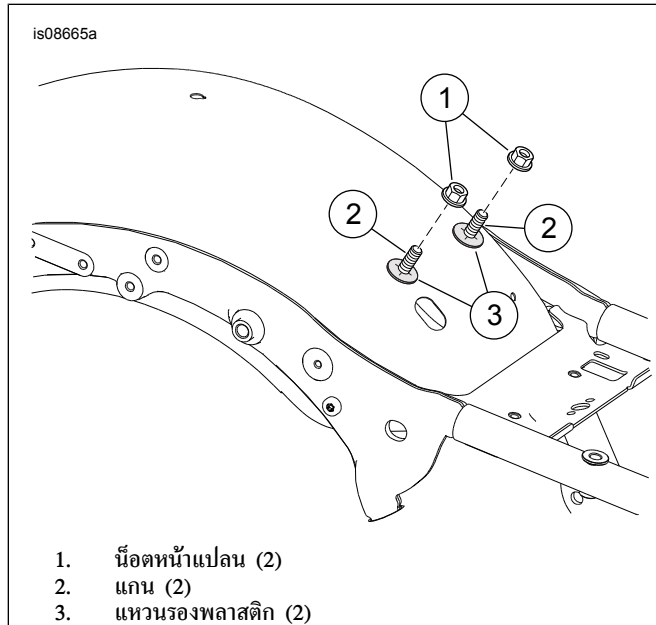 is08665a
1
2
2
3
1. น็อตหน้าแปลน (2)
2. แกน (2)
3. แหวนรองพลาสติก (2)